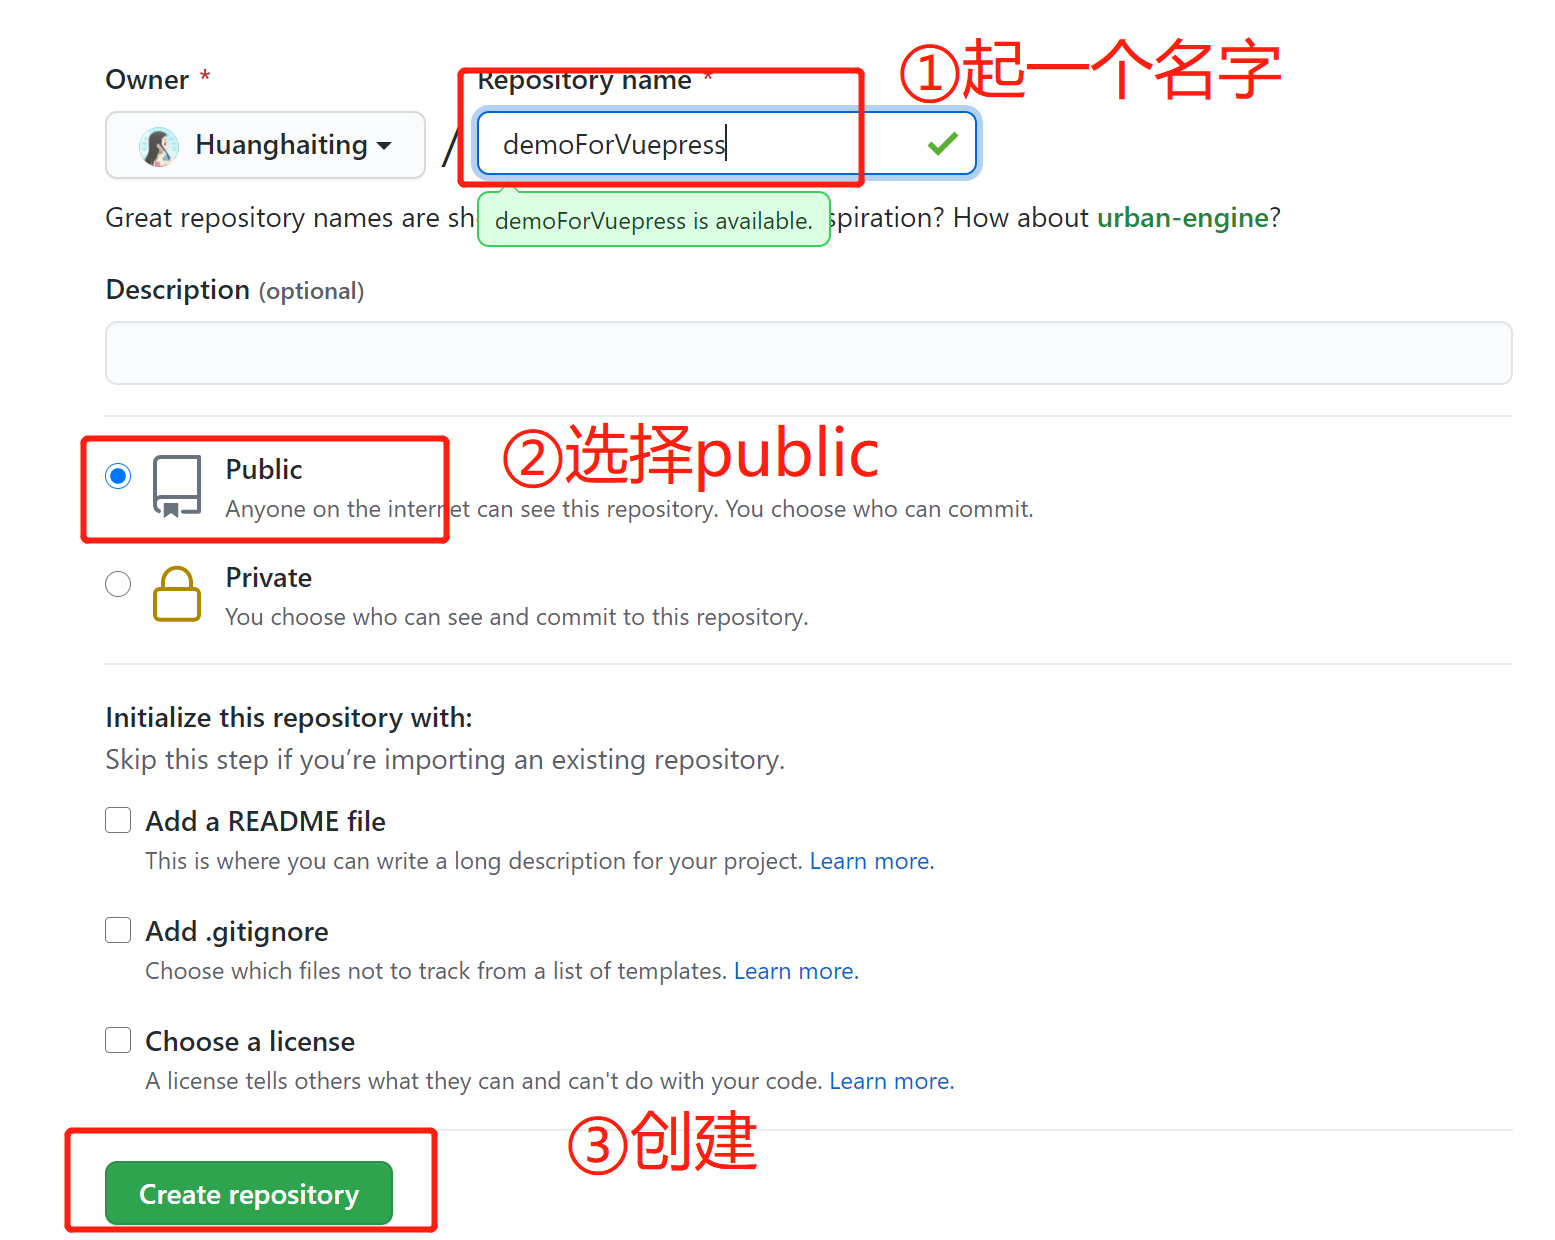 Owner * Repository name * ①起一个名字
Huanghaiting / demoForVuepress
Great repository names are sh spiration? How about urban-engine?
demoForVuepress is available.
Description (optional)
②选择public
Public
Anyone on the internet can see this repository. You choose who can commit.
Private
You choose who can see and commit to this repository.
Initialize this repository with:
Skip this step if you’re importing an existing repository.
Add a README file
This is where you can write a long description for your project. Learn more.
Add .gitignore
Choose which files not to track from a list of templates. Learn more.
Choose a license
A license tells others what they can and can't do with your code. Learn more.
③创建
Create repository